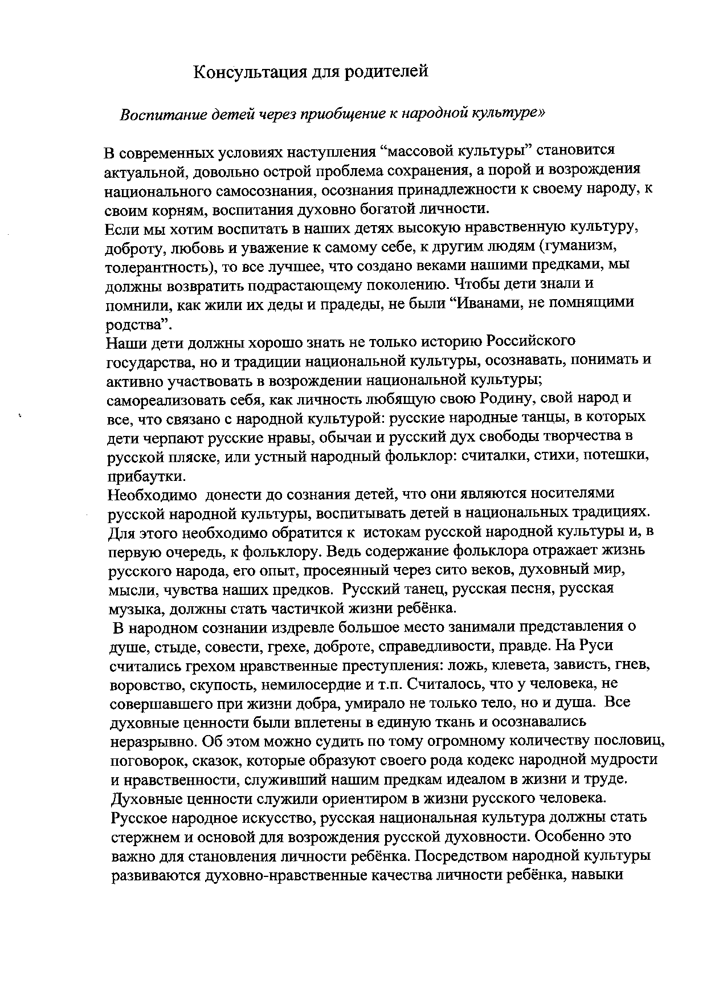 Консультация для родителей
Воспитание детей через приобщение к народной культуре»
В современных условиях наступления “массовой культуры” становится
актуальной, довольно острой проблема сохранения, а порой и возрождения
национального самосознания, осознания принадлежности к своему народу, к
своим корням, воспитания духовно богатой личности.
Если мы хотим воспитать в наших детях высокую нравственную культуру,
доброту, любовь и уважение к самому себе, к другим людям (гуманизм,
толерантность), то все лучшее, что создано веками нашими предками, мы
должны возвратить подрастающему поколению. Чтобы дети знали и
помнили, как жили их деды и прадеды, не были “Иванами, не помнящими
родства”.
Наши дети должны хорошо знать не только историю Российского
государства, но и традиции национальной культуры, осознавать, понимать и
активно участвовать в возрождении национальной культуры;
самореализовать себя, как личность любящую свою Родину, свой народ и
все, что связано с народной культурой: русские народные танцы, в которых
дети черпают русские нравы, обычаи и русский дух свободы творчества в
русской пляске, или устный народный фольклор: считалки, стихи, потешки,
прибаутки.
Необходимо  донести до сознания детей, что они являются носителями
русской народной культуры, воспитывать детей в национальных традициях.
Для этого необходимо обратится к  истокам русской народной культуры и, в
первую очередь, к фольклору. Ведь содержание фольклора отражает жизнь
русского народа, его опыт, просеянный через сито веков, духовный мир,
мысли, чувства наших предков.  Русский танец, русская песня, русская
музыка, должны стать частичкой жизни ребёнка.
В народном сознании издревле большое место занимали представления о
душе, стыде, совести, грехе, доброте, справедливости, правде. На Руси
считались грехом нравственные преступления: ложь, клевета, зависть, гнев,
воровство, скупость, немилосердие и т.п. Считалось, что у человека, не
совершавшего при жизни добра, умирало не только тело, но и душа.  Все
духовные ценности были вплетены в единую ткань и осознавались
неразрывно. Об этом можно судить по тому огромному количеству пословиц,
поговорок, сказок, которые образуют своего рода кодекс народной мудрости
и нравственности, служивший нашим предкам идеалом в жизни и труде.
Духовные ценности служили ориентиром в жизни русского человека.
Русское народное искусство, русская национальная культура должны стать
стержнем и основой для возрождения русской духовности. Особенно это
важно для становления личности ребёнка. Посредством народной культуры
развиваются духовно-нравственные качества личности ребёнка, навыки